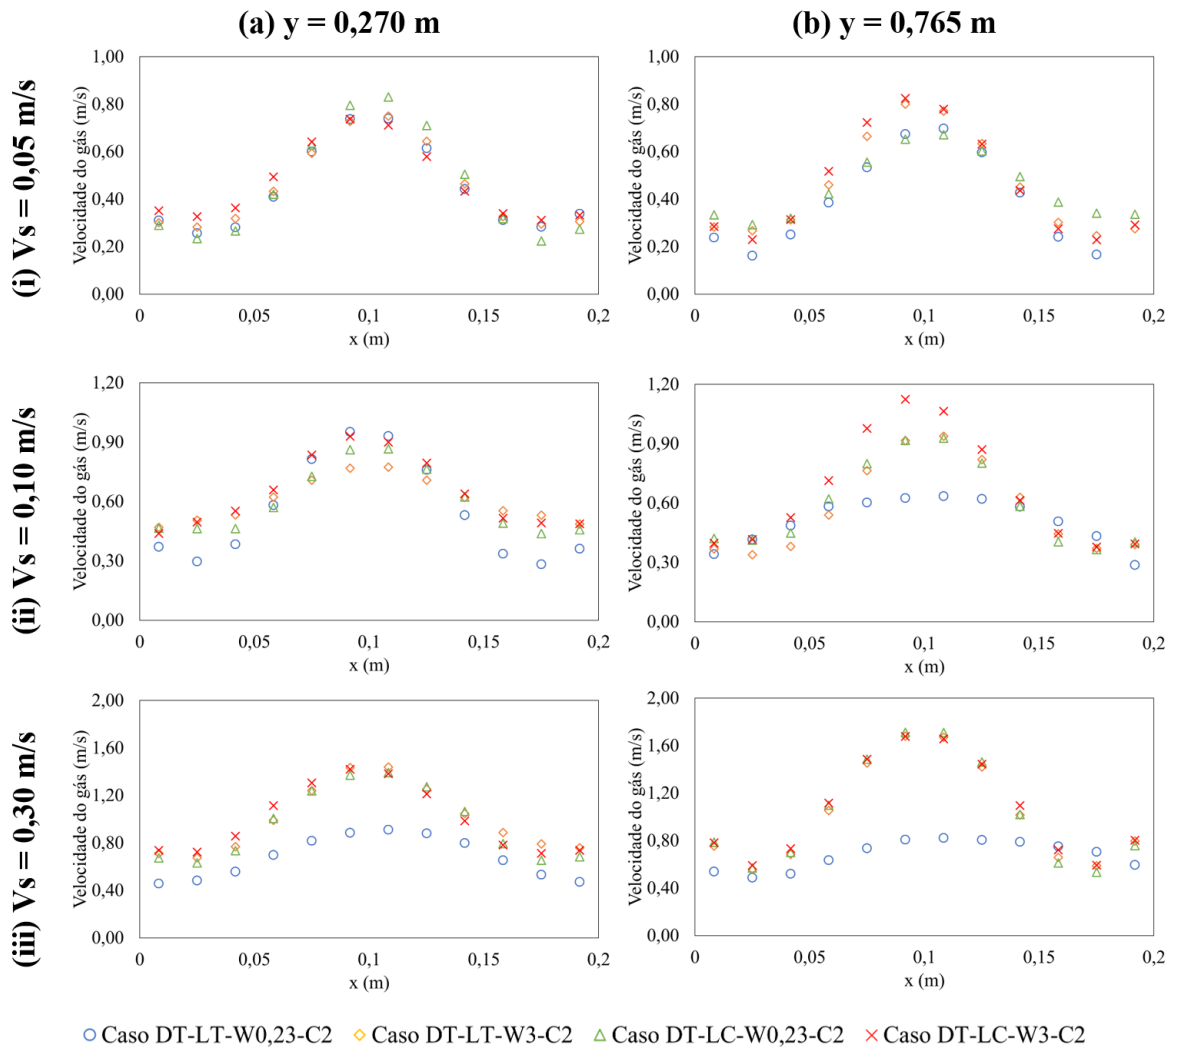 (a) y = 0,270 m
(b) y = 0,765 m
(i) Vs = 0,05 m/s
Velocidade do gás (m/s)
1,00
0,80
0,60
0,40
0,20
0,00
0 0,05 0,1 0,15 0,2
x (m)
Velocidade do gás (m/s)
1,00
0,80
0,60
0,40
0,20
0,00
0 0,05 0,1 0,15 0,2
x (m)
(ii) Vs = 0,10 m/s
Velocidade do gás (m/s)
1,20
0,90
0,60
0,30
0,00
0 0,05 0,1 0,15 0,2
x (m)
Velocidade do gás (m/s)
1,20
0,90
0,60
0,30
0,00
0 0,05 0,1 0,15 0,2
x (m)
(iii) Vs = 0,30 m/s
Velocidade do gás (m/s)
2,00
1,60
1,20
0,80
0,40
0,00
0 0,05 0,1 0,15 0,2
x (m)
Velocidade do gás (m/s)
2,00
1,60
1,20
0,80
0,40
0,00
0 0,05 0,1 0,15 0,2
x (m)
Caso DT-LT-W0,23-C2 Caso DT-LT-W3-C2 Caso DT-LC-W0,23-C2 Caso DT-LC-W3-C2